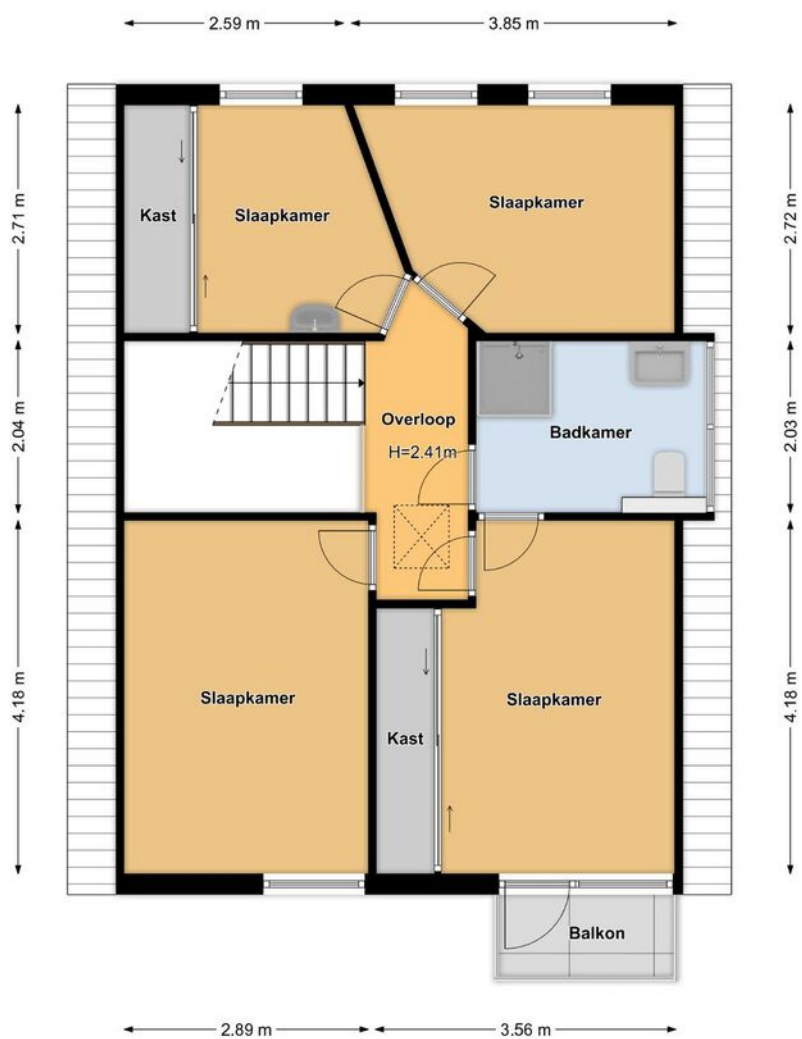 2.59 m
3.85 m
2.71 m
2.72 m
Kast
Slaapkamer
Slaapkamer
2.04 m
2.03 m
Overloop
H=2.41m
Badkamer
4.18 m
4.18 m
Slaapkamer
Slaapkamer
Kast
Balkon
2.89 m
3.56 m